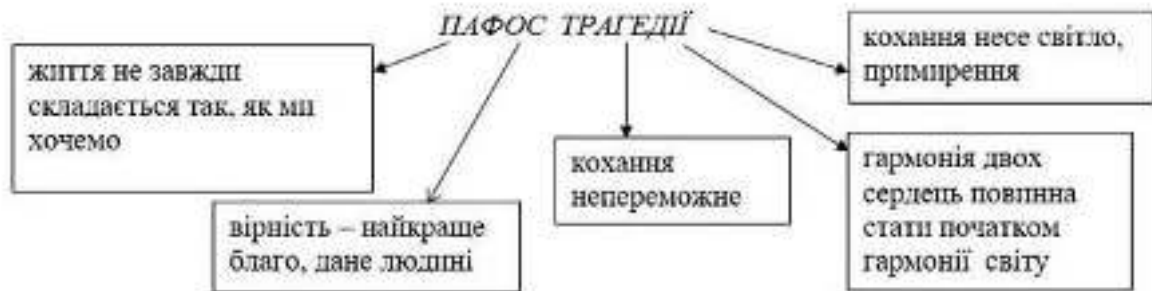 ПАФОС ТРАГЕДІЇ
життя не завжди
складається так, як ми
хочемо
вірність – найкраще
благо, дане людині
кохання
непереможне
кохання несе світло,
примирення
гармонія двох
сердець повинна
стати початком
гармонії світу